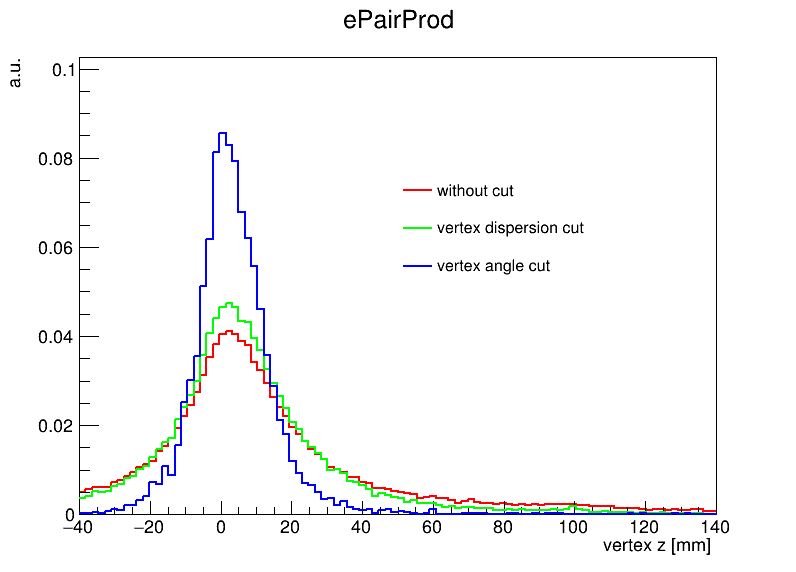 ePairProd
a.u.
0.1
0.08
0.06
0.04
0.02
0
without cut
vertex dispersion cut
vertex angle cut
−40 −20 0 20 40 60 80 100 120 140
vertex z [mm]